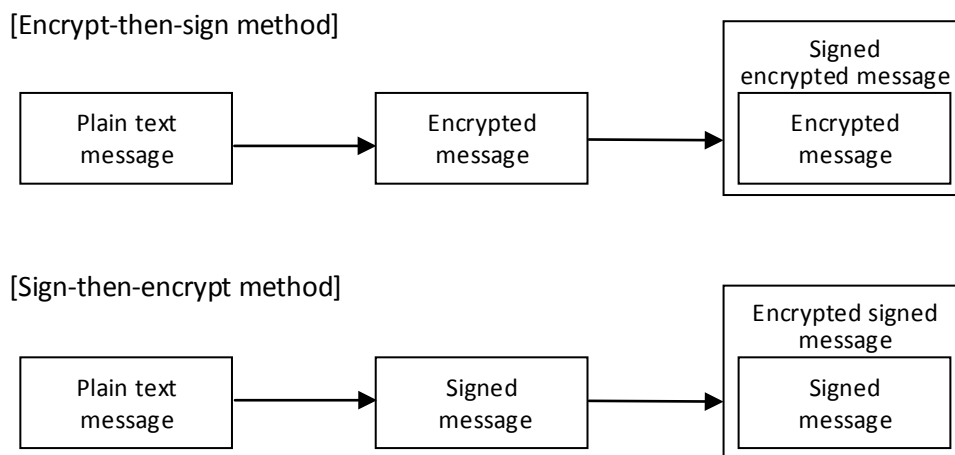 [Encrypt-then-sign method]
Plain text
message
Encrypted
message
Signed
encrypted message
Encrypted
message
[Sign-then-encrypt method]
Plain text
message
Signed
message
Encrypted signed
message
Signed
message